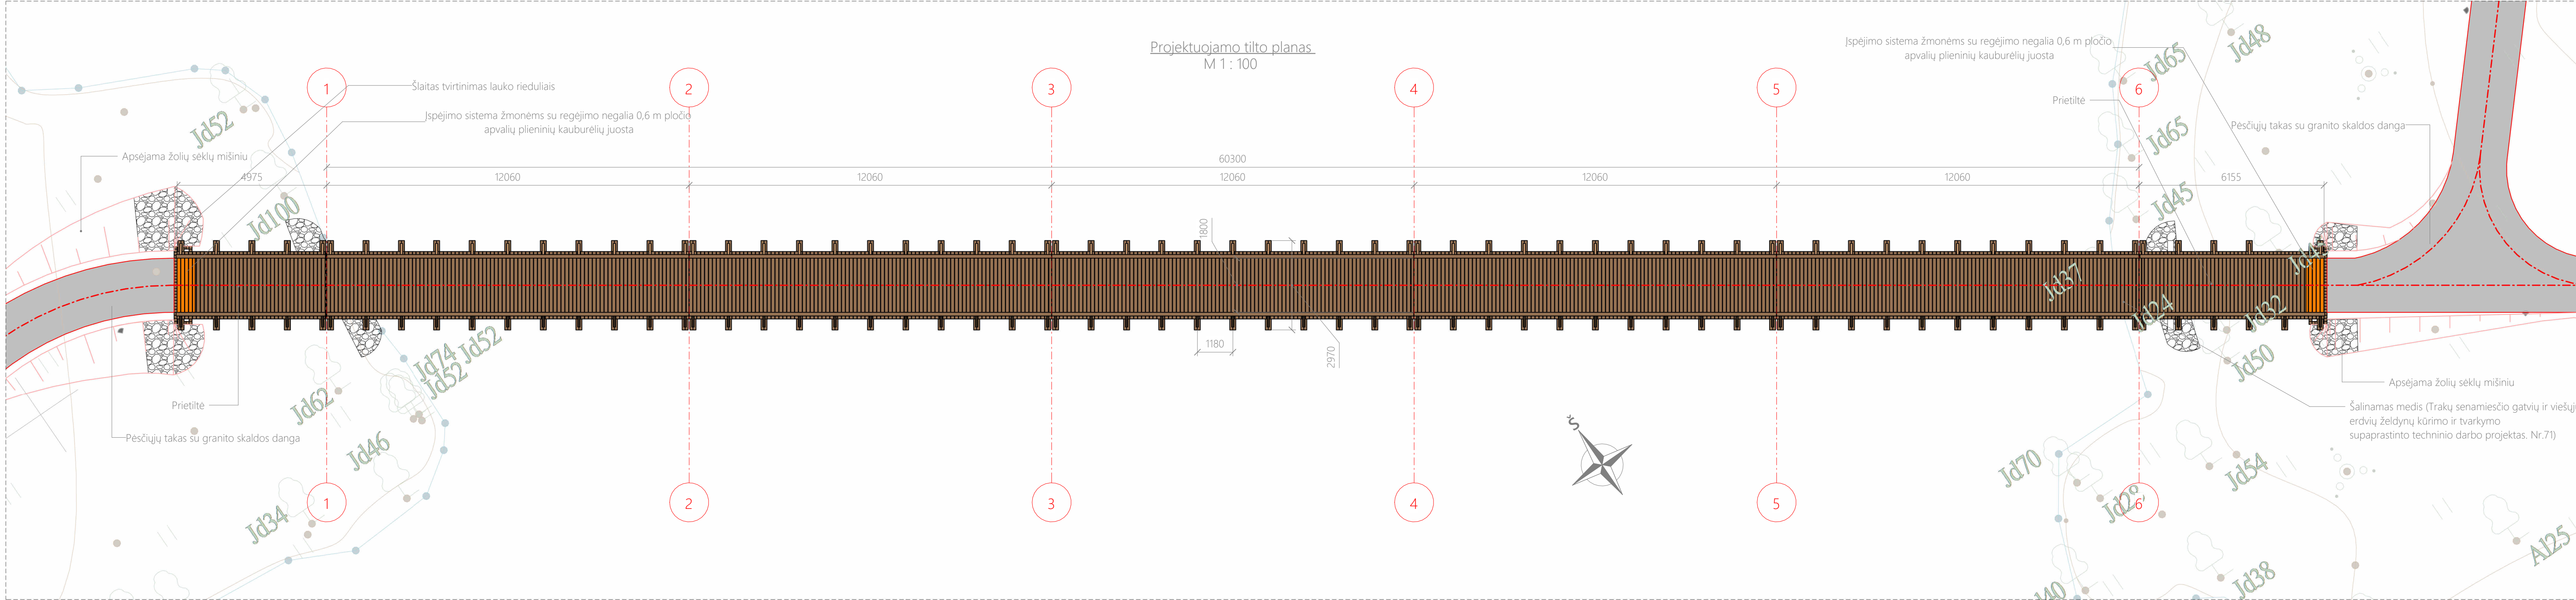 Projektuojamo tilto planas
M 1 : 100
Įspėjimo sistema žmonėms su regėjimo negalia 0,6 m pločio
apvalių plieninių kauburėlių juosta
Jd48
Jd65
Šlaitas tvirtinimas lauko rieduliais
1
2
3
4
5
6
Prietiltė
Įspėjimo sistema žmonėms su regėjimo negalia 0,6 m pločio
apvalių plieninių kauburėlių juosta
Jd52
Pėsčiųjų takas su granito skaldos danga
Jd65
Apsėjama žolių sėklų mišiniu
60300
4975
12060
12060
12060
12060
12060
6155
Jd100
Jd45
1800
Jd42
Jd37
Jd24
Jd32
1180
2970
Jd74
Jd52
Jd52
Jd50
Apsėjama žolių sėklų mišiniu
Prietiltė
Jd62
Šalinamas medis (Trakų senamiesčio gatvių ir viešųj
erdvių želdynų kūrimo ir tvarkymo
supaprastinto techninio darbo projektas. Nr.71)
Š
Pėsčiųjų takas su granito skaldos danga
Jd46
Jd70
Jd54
1
2
3
4
5
6
Jd34
Al25
Jd38